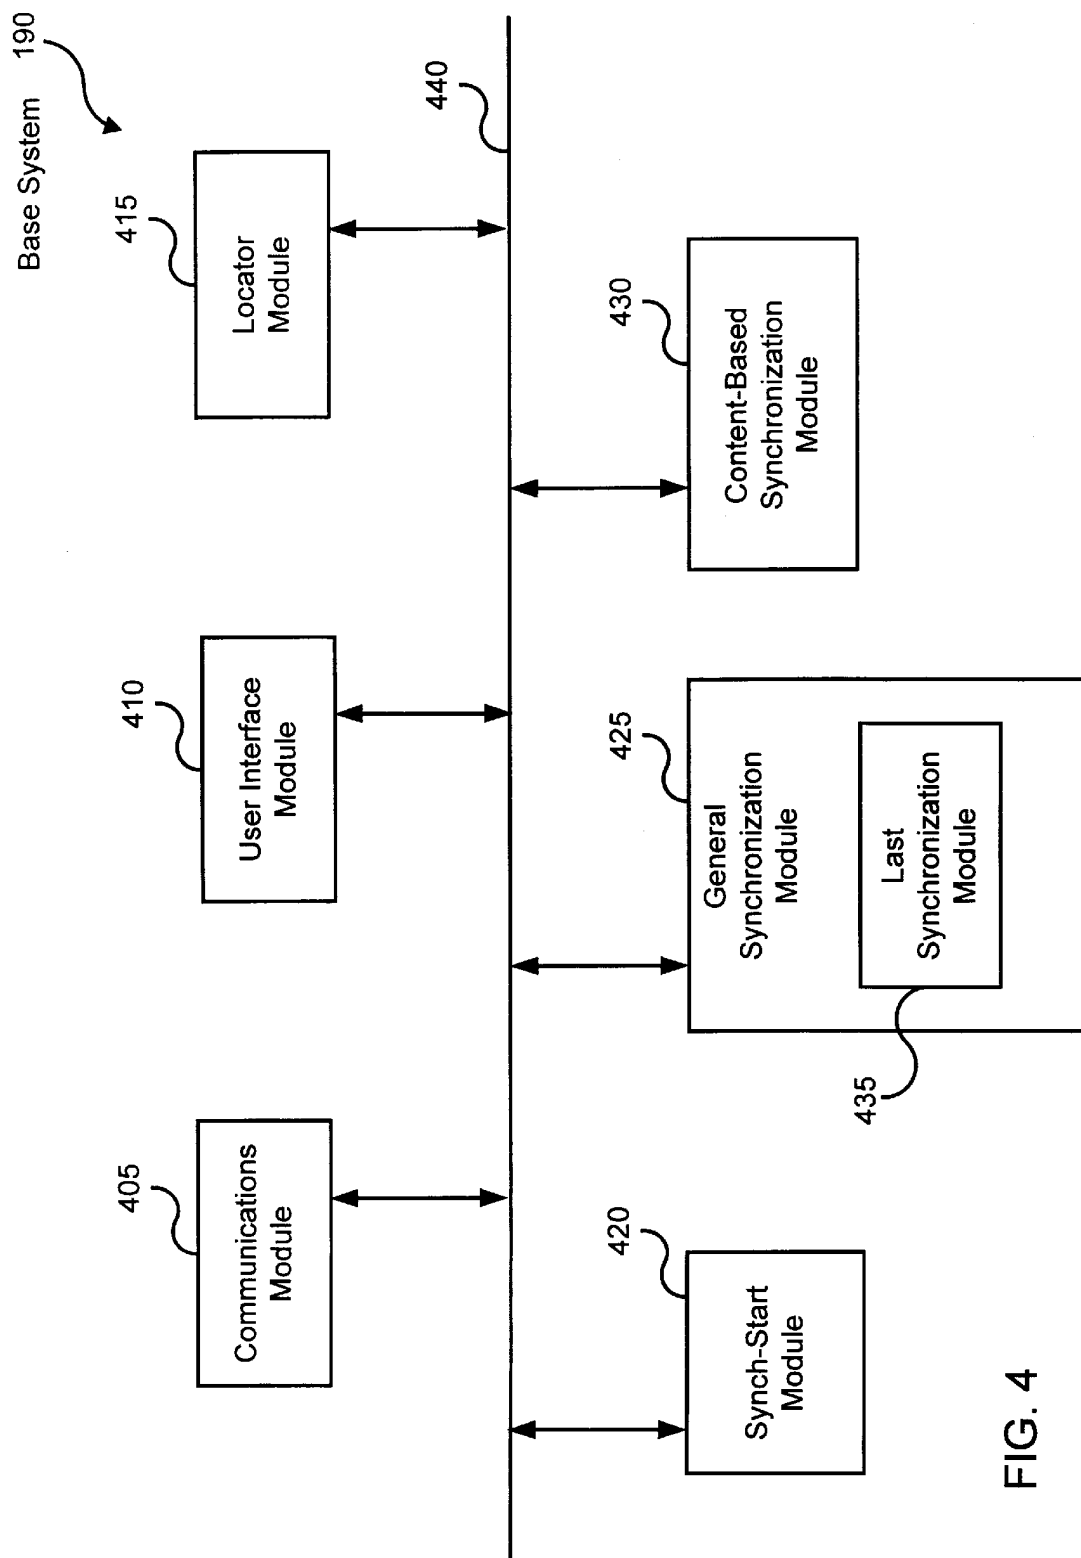 Base System
190
405
Communications
Module
410
User Interface
Module
415
Locator
Module
440
420
Synch-Start
Module
425
General
Synchronization
Module
Last
Synchronization
Module
435
430
Content-Based
Synchronization
Module
FIG. 4